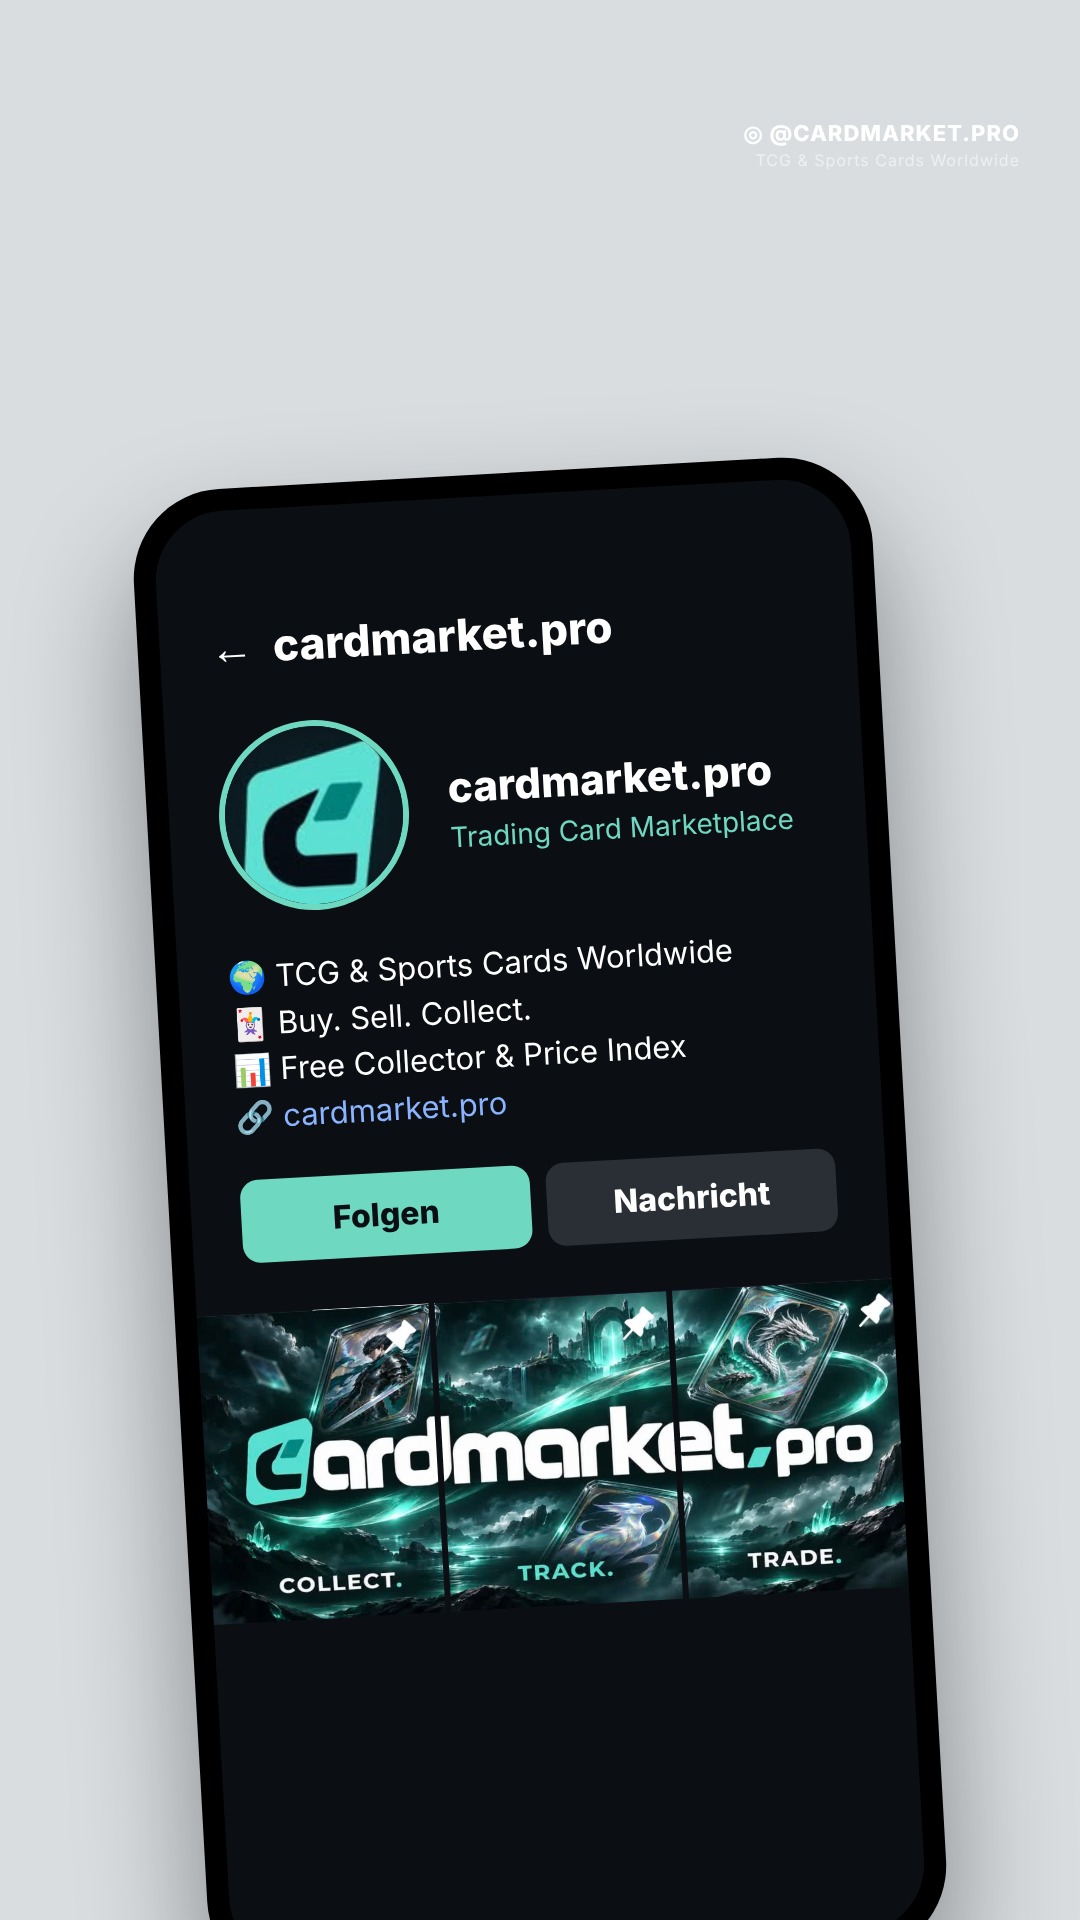 @CARDMARKET.PRO
TCG & Sports Cards Worldwide
← cardmarket.pro
cardmarket.pro
Trading Card Marketplace
🌍 TCG & Sports Cards Worldwide
🃏 Buy. Sell. Collect.
📊 Free Collector & Price Index
🔗 cardmarket.pro
Folgen
Nachricht
cardmarket.pro
COLLECT.
TRACK.
TRADE.